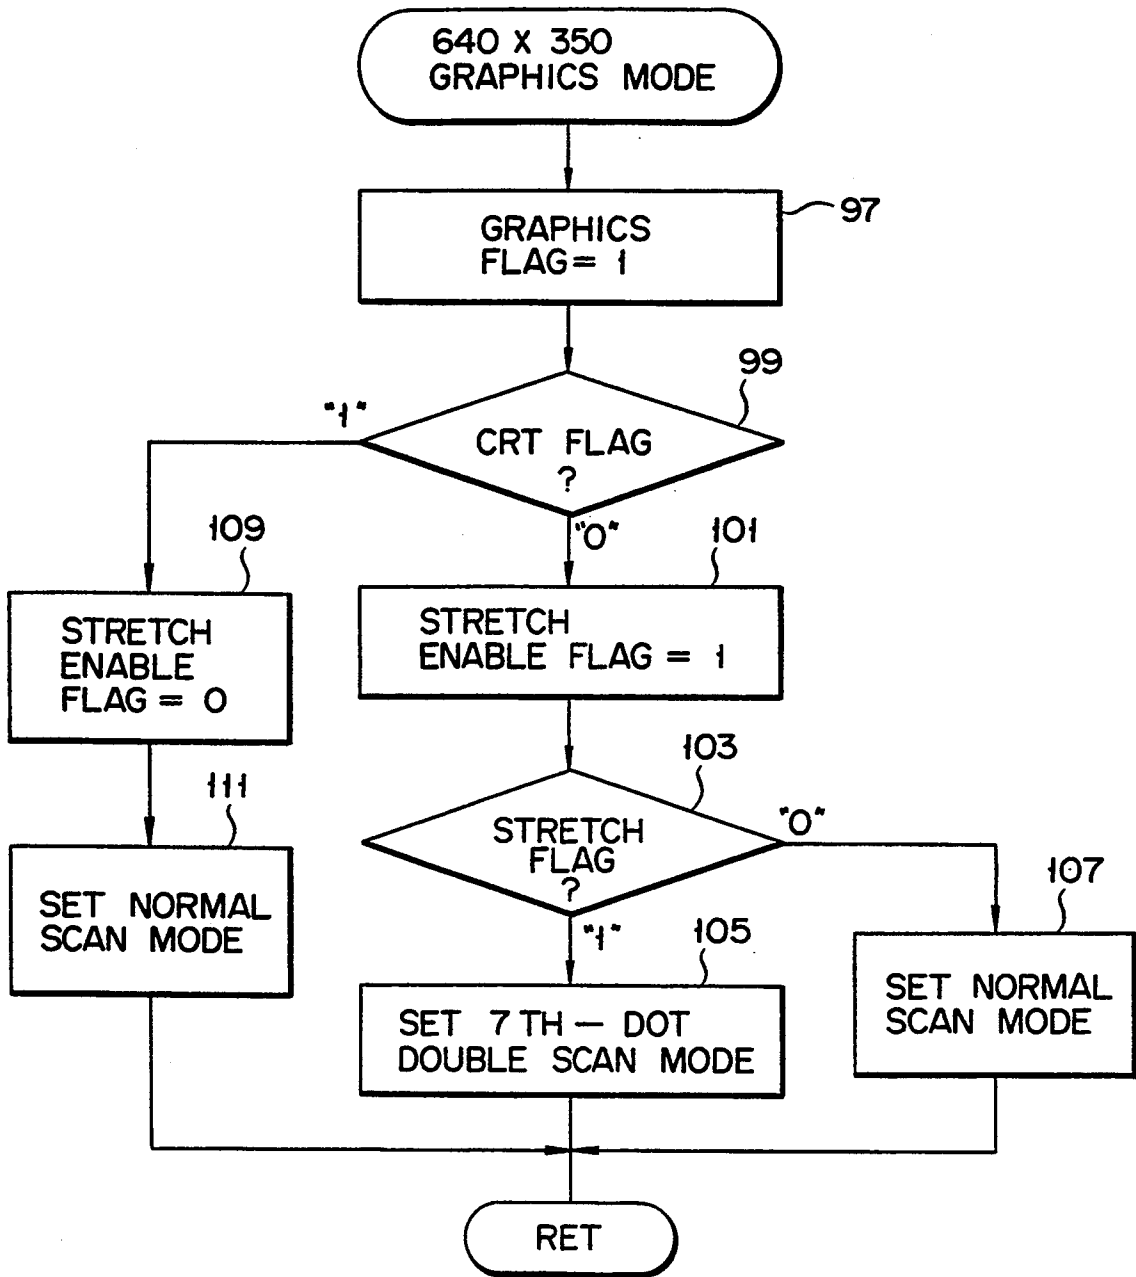 640 X 350
GRAPHICS MODE
97
GRAPHICS
FLAG = 1
99
"1"
CRT FLAG
?
"0"
109
101
STRETCH
ENABLE
FLAG = 0
STRETCH
ENABLE FLAG = 1
103
111
"0"
STRETCH
FLAG
?
107
SET NORMAL
SCAN MODE
"1"
105
SET NORMAL
SCAN MODE
SET 7 TH - DOT
DOUBLE SCAN MODE
RET